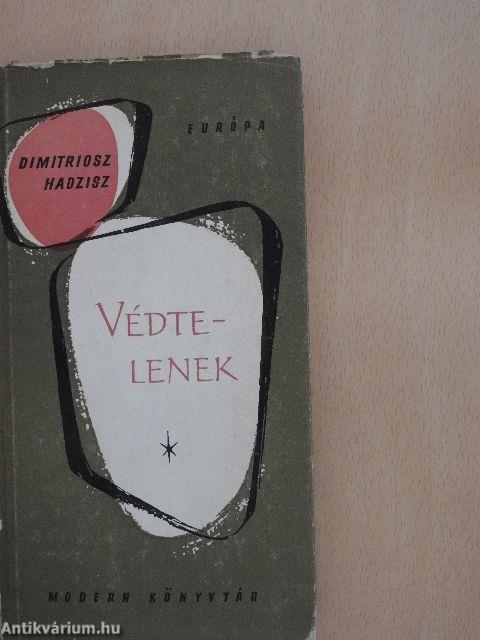 EURÓPA
DIMITRIOSZ
HADZISZ
VÉDTE-
LENEK
MODERN KÖNYVTÁR
Antikvárium.hu